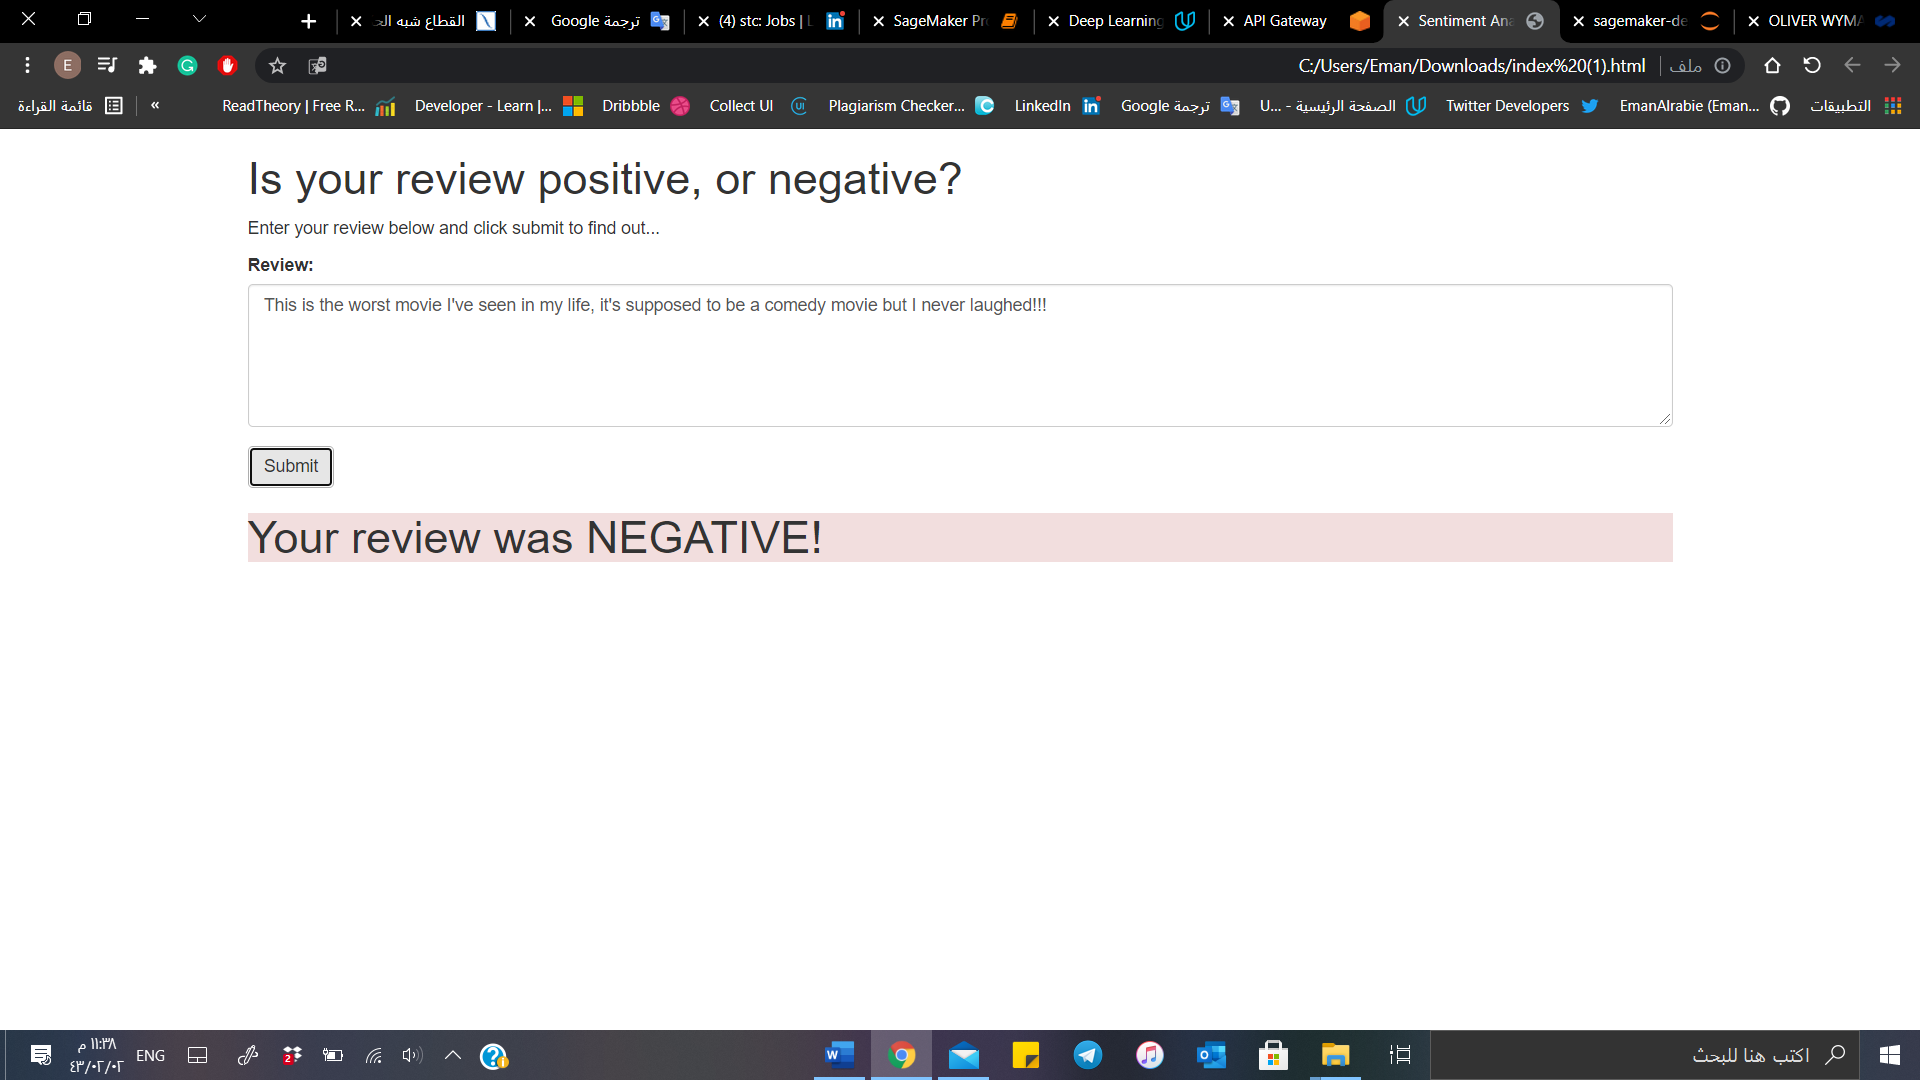 القطاع شبه الح
ترجمة Google
(4) stc: Jobs | L
SageMaker Pr
Deep Learning
API Gateway
Sentiment Ana
sagemaker-de
OLIVER WYMA
E
C:/Users/Eman/Downloads/index%20(1).html
ملف
قائمة القراءة
«
ReadTheory | Free R...
Developer - Learn |...
Dribbble
Collect UI
Plagiarism Checker...
LinkedIn
ترجمة Google
الصفحة الرئيسية - U...
Twitter Developers
EmanAlrabie (Eman...
التطبيقات
Is your review positive, or negative?
Enter your review below and click submit to find out...
Review:
This is the worst movie I've seen in my life, it's supposed to be a comedy movie but I never laughed!!!
Submit
Your review was NEGATIVE!
١١:٣٨ م
٤٣/٠٢/٠٢
ENG
2
اكتب هنا للبحث